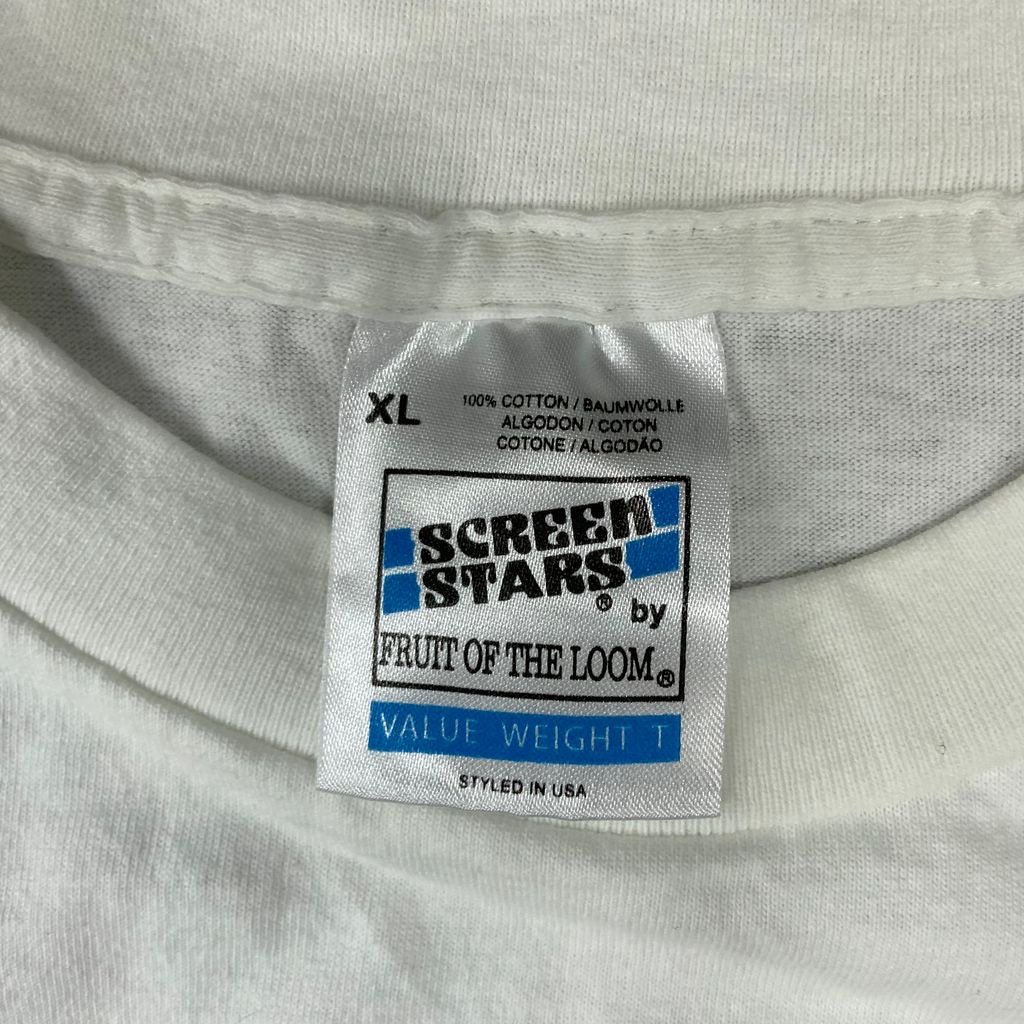 XL
100% COTTON / BAUMWOLLE
ALGODON / COTON
COTONE / ALGODÃO
SCREEn
STARS®
by
FRUIT OF THE LOOM®
VALUE WEIGHT T
STYLED IN USA